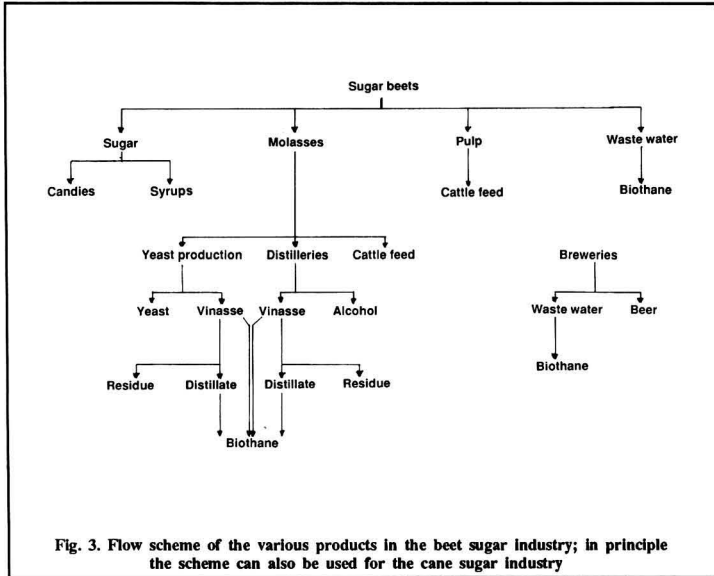 Sugar beets
Sugar Molasses Pulp Waste water
Candies Syrups Cattle feed Biothane
Yeast production Distilleries Cattle feed Breweries
Yeast Vinasse Vinasse Alcohol Waste water Beer
Biothane
Residue Distillate Distillate Residue
Biothane
Fig. 3. Flow scheme of the various products in the beet sugar industry; in principle
the scheme can also be used for the cane sugar industry